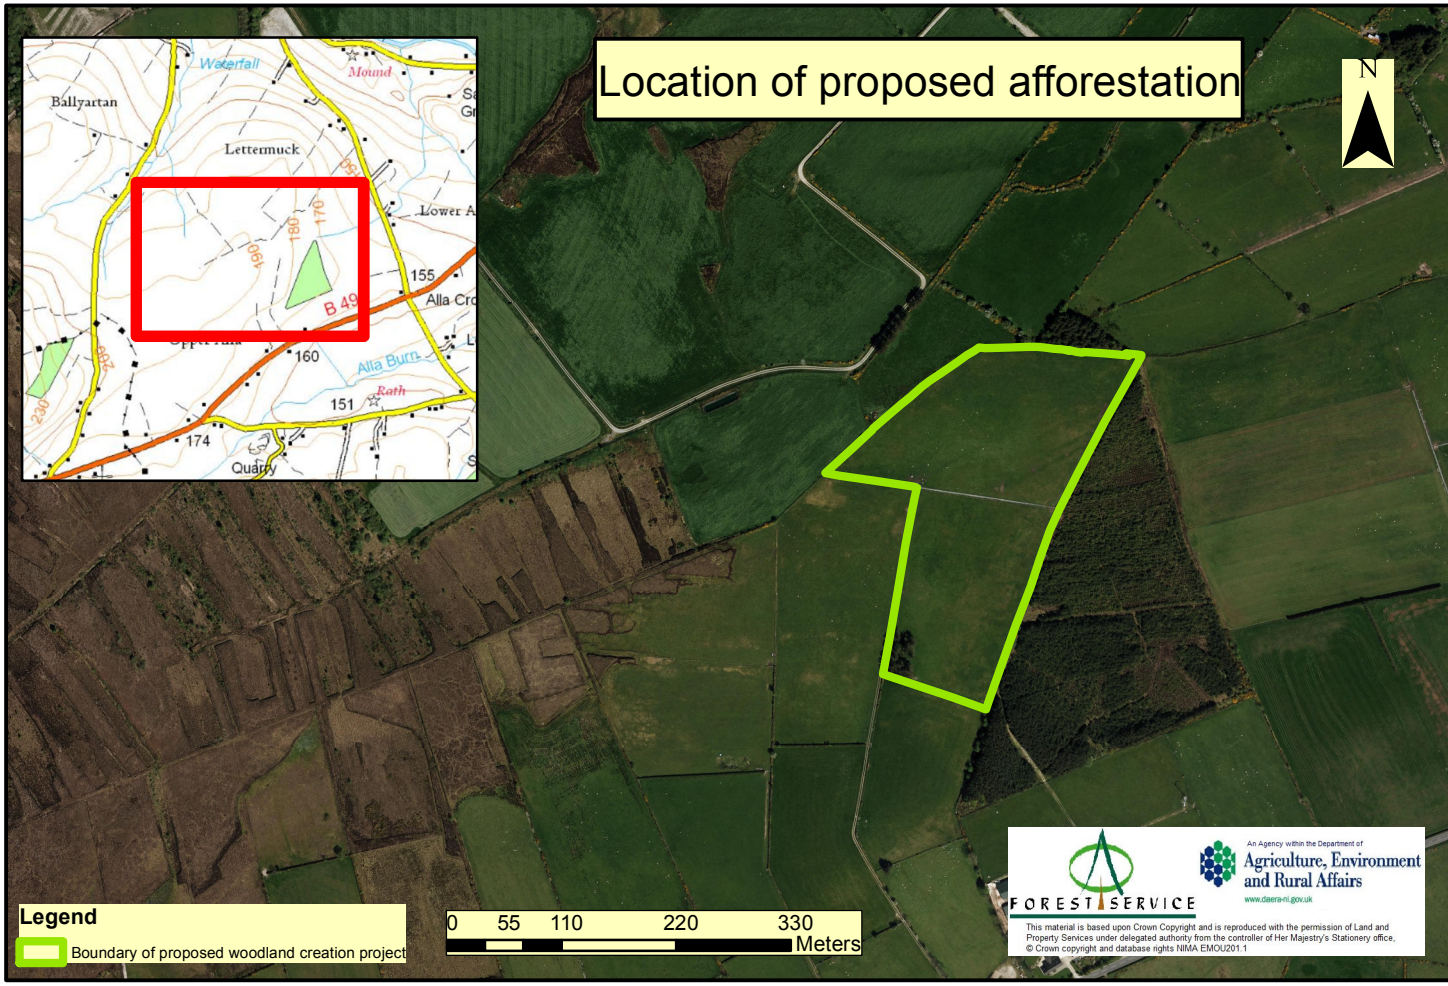 Location of proposed afforestation
N
Waterfall
Mound
Ballyartan
Lettermuck
150
Lower A
170
180
190
155
B 49
Alla Cro
Upper Alla
160
Alla Burn
200
230
Rath
151
174
Quarry
Legend
Boundary of proposed woodland creation project
0 55 110 220 330
Meters
FOREST SERVICE
An Agency within the Department of
Agriculture, Environment
and Rural Affairs
www.daera-ni.gov.uk
This material is based upon Crown Copyright and is reproduced with the permission of Land and
Property Services under delegated authority from the controller of Her Majesty's Stationery office,
© Crown copyright and database rights NIMA EMOU201.1